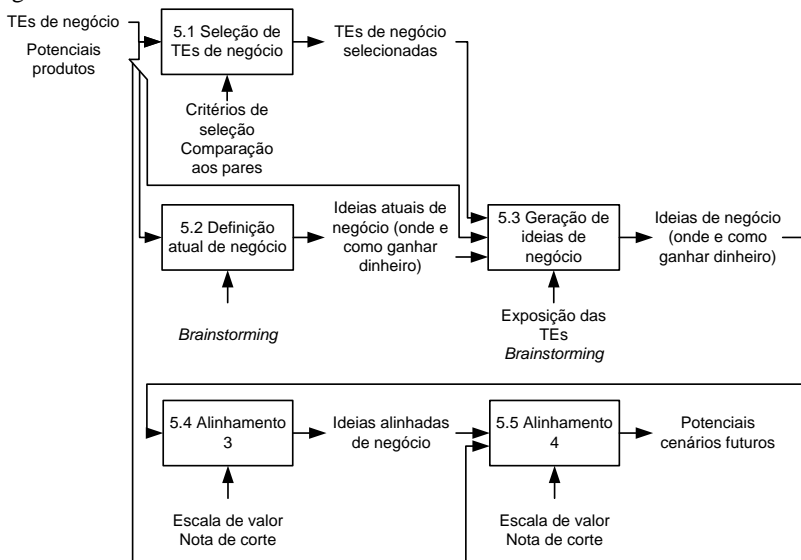 TEs de negócio
Potenciais
produtos
5.1 Seleção de
TEs de negócio
TEs de negócio
selecionadas
Critérios de
seleção
Comparação
aos pares
5.2 Definição
atual de negócio
Ideias atuais de
negócio (onde e
como ganhar
dinheiro)
5.3 Geração de
ideias de
negócio
Ideias de negócio
(onde e como
ganhar dinheiro)
Brainstorming
Exposição das
TEs
Brainstorming
5.4 Alinhamento
3
Ideias alinhadas
de negócio
5.5 Alinhamento
4
Potenciais
cenários futuros
Escala de valor
Nota de corte
Escala de valor
Nota de corte